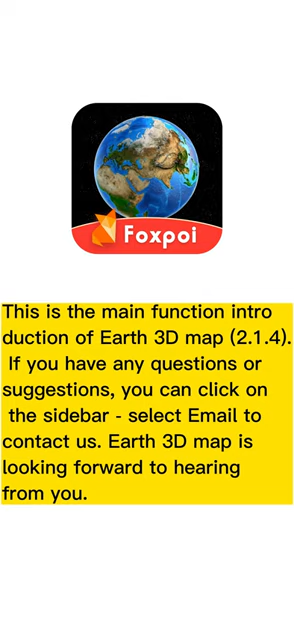 Foxpoi
This is the main function intro
duction of Earth 3D map (2.1.4).
If you have any questions or
suggestions, you can click on
the sidebar - select Email to
contact us. Earth 3D map is
looking forward to hearing
from you.